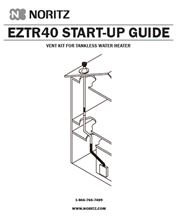 NORITZ
EZTR40 START-UP GUIDE
VENT KIT FOR TANKLESS WATER HEATER
1-866-766-7489
WWW.NORITZ.COM